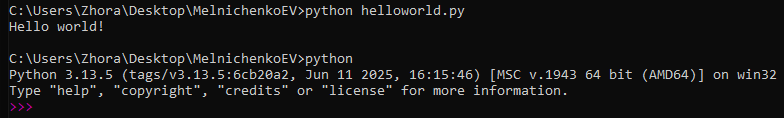 C:\Users\Zhora\Desktop\MelnichenkoEV>python helloworld.py
Hello world!
C:\Users\Zhora\Desktop\MelnichenkoEV>python
Python 3.13.5 (tags/v3.13.5:6cb20a2, Jun 11 2025, 16:15:46) [MSC v.1943 64 bit (AMD64)] on win32
Type "help", "copyright", "credits" or "license" for more information.
>>>